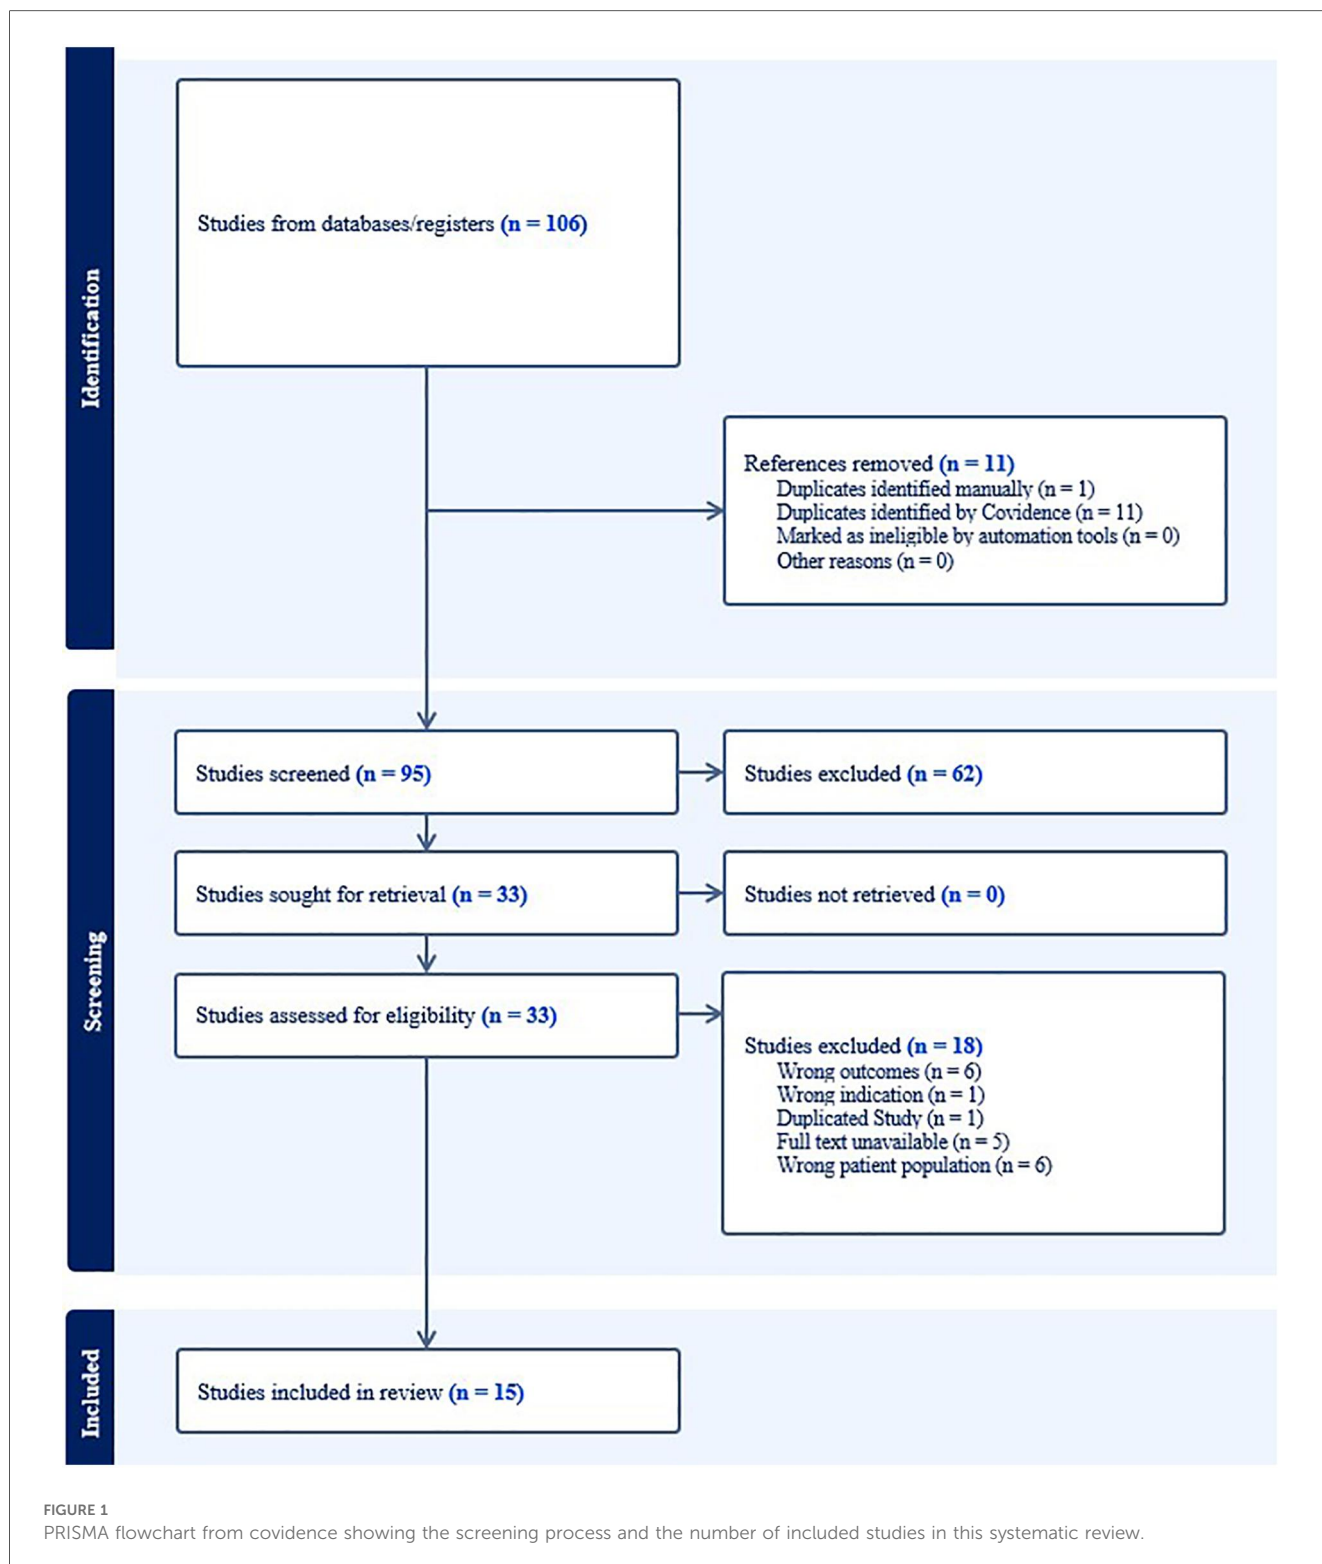 Identification
Studies from databases/registers (n = 106)
References removed (n = 11)
Duplicates identified manually (n = 1)
Duplicates identified by Covidence (n = 11)
Marked as ineligible by automation tools (n = 0)
Other reasons (n = 0)
Screening
Studies screened (n = 95)
Studies excluded (n = 62)
Studies sought for retrieval (n = 33)
Studies not retrieved (n = 0)
Studies assessed for eligibility (n = 33)
Studies excluded (n = 18)
Wrong outcomes (n = 6)
Wrong indication (n = 1)
Duplicated Study (n = 1)
Full text unavailable (n = 5)
Wrong patient population (n = 6)
Included
Studies included in review (n = 15)
FIGURE 1
PRISMA flowchart from covidence showing the screening process and the number of included studies in this systematic review.